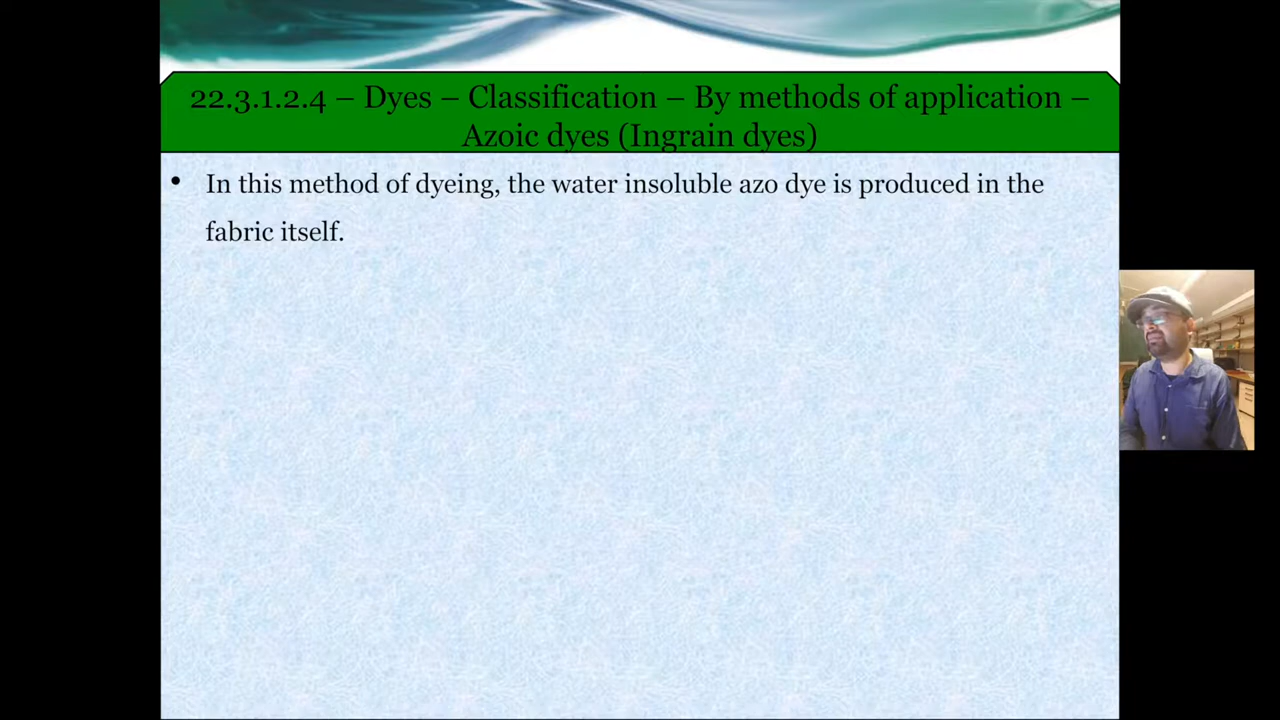 22.3.1.2.4 – Dyes – Classification – By methods of application –
Azoic dyes (Ingrain dyes)
• In this method of dyeing, the water insoluble azo dye is produced in the
fabric itself.